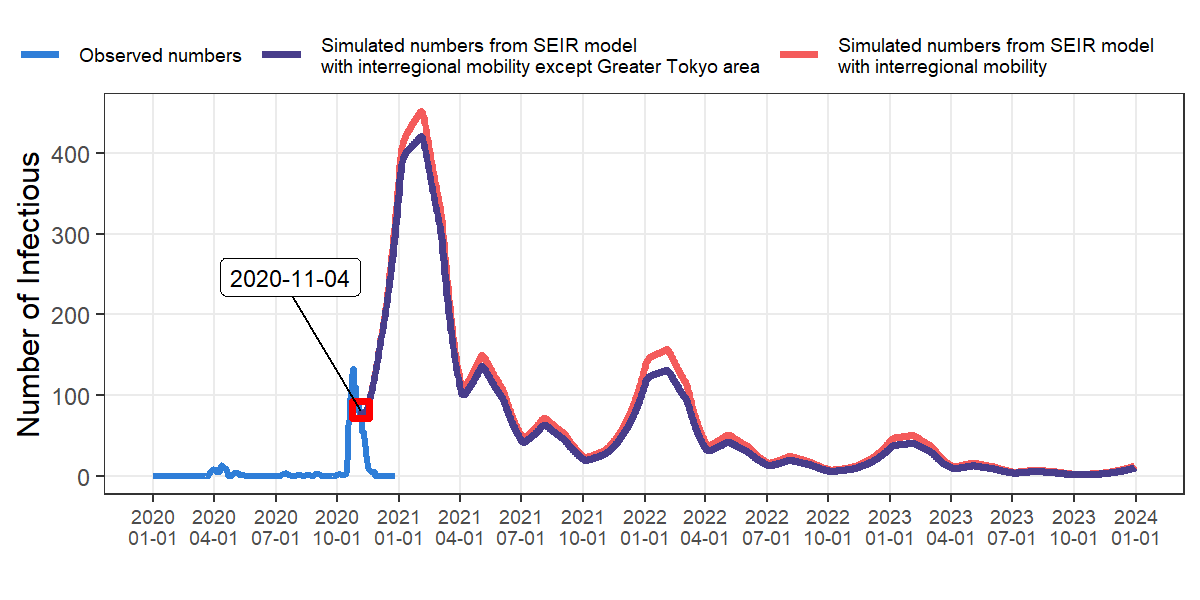 Observed numbers
Simulated numbers from SEIR model
with interregional mobility except Greater Tokyo area
Simulated numbers from SEIR model
with interregional mobility
Number of Infectious
400
300
200
100
0
2020-11-04
2020 2020 2020 2020 2021 2021 2021 2021 2022 2022 2022 2022 2023 2023 2023 2023 2024
01-01 04-01 07-01 10-01 01-01 04-01 07-01 10-01 01-01 04-01 07-01 10-01 01-01 04-01 07-01 10-01 01-01